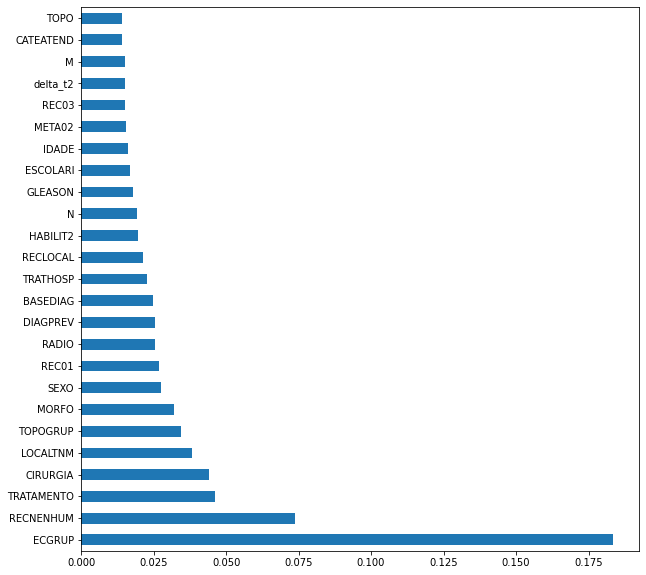 TOPO
CATEATEND
M
delta_t2
REC03
META02
IDADE
ESCOLARI
GLEASON
N
HABILIT2
RECLOCAL
TRATHOSP
BASEDIAG
DIAGPREV
RADIO
REC01
SEXO
MORFO
TOPOGRUP
LOCALTNM
CIRURGIA
TRATAMENTO
RECNENHUM
ECGRUP
0.000 0.025 0.050 0.075 0.100 0.125 0.150 0.175